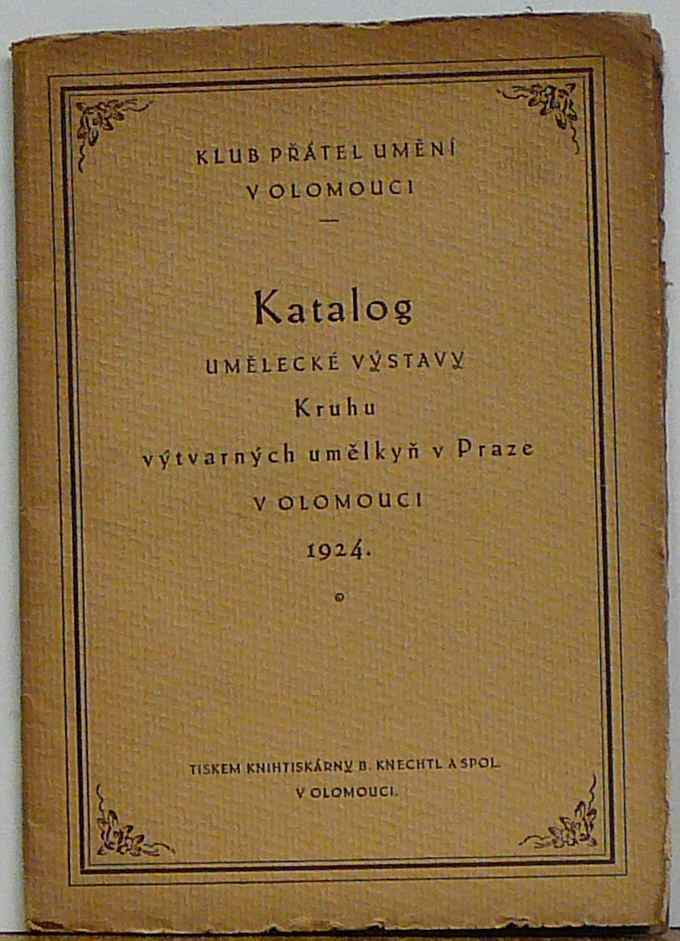 KLUB PŘÁTEL UMĚNÍ
V OLOMOUCI
Katalog
UMĚLECKÉ VÝSTAVY
Kruhu
výtvarných umělkyň v Praze
V OLOMOUCI
1924.
TISKEM KNIHTISKÁRNY B. KNECHTL A SPOL.
V OLOMOUCI.